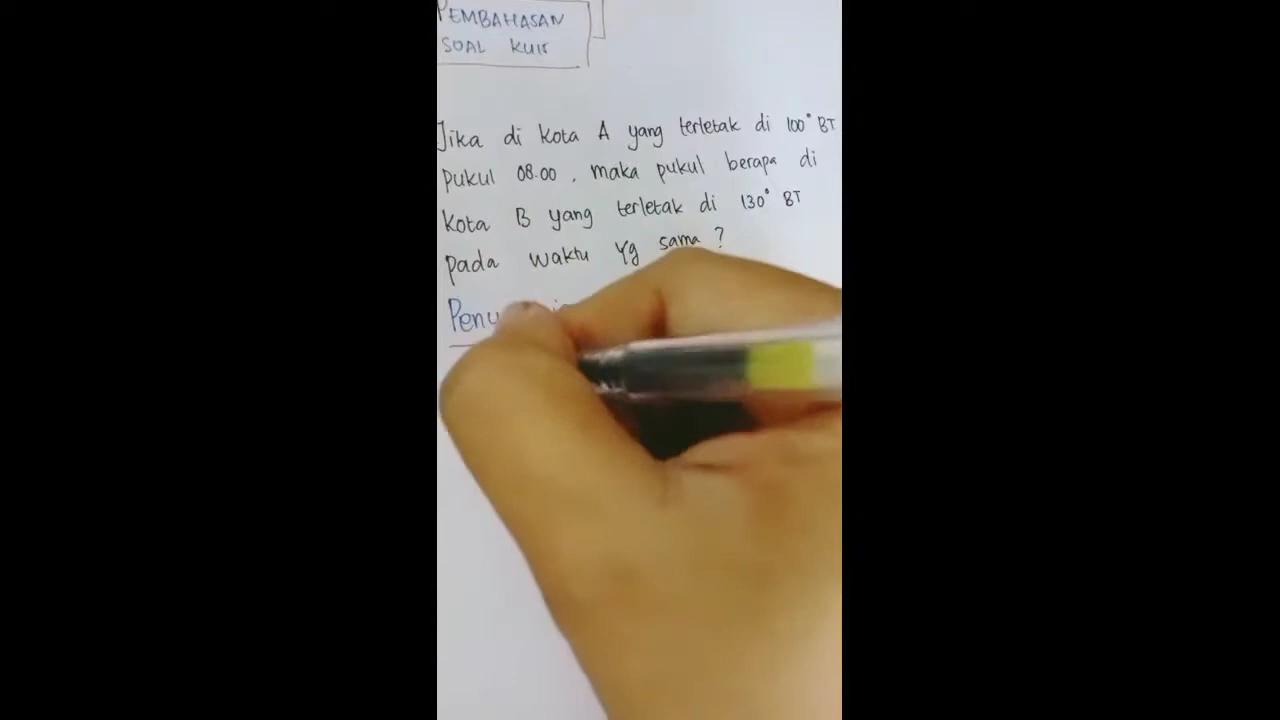 PEMBAHASAN
SOAL KUIS
Jika di Kota A yang terletak di 100° BT
pukul 08.00, maka pukul berapa di
Kota B yang terletak di 130° BT
pada waktu yg sama ?